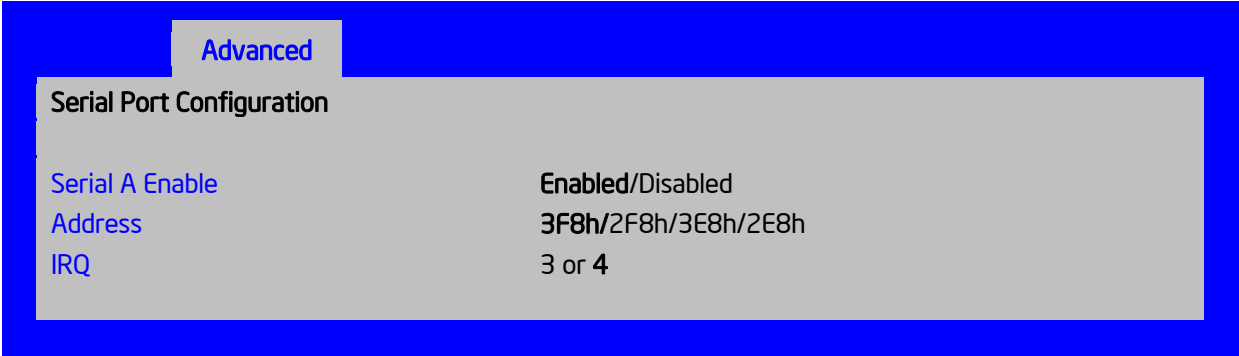 Advanced
Serial Port Configuration
Serial A Enable Enabled/Disabled
Address 3F8h/2F8h/3E8h/2E8h
IRQ 3 or 4